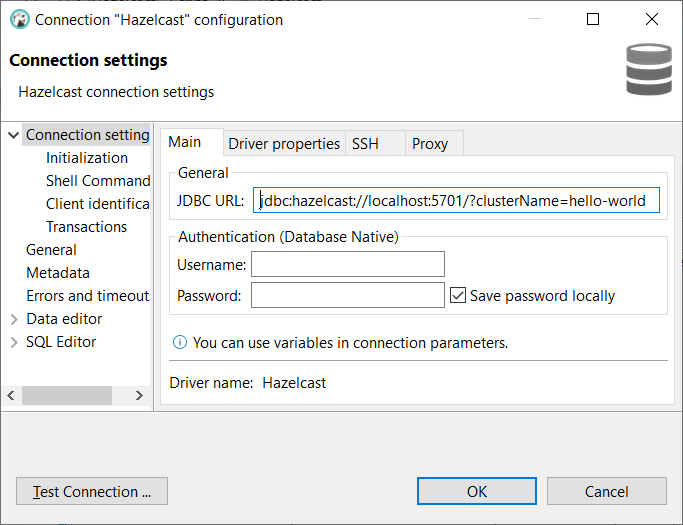 Connection "Hazelcast" configuration
Connection settings
Hazelcast connection settings
Connection setting
Initialization
Shell Command
Client identifica
Transactions
General
Metadata
Errors and timeout
Data editor
SQL Editor
Main Driver properties SSH Proxy
General
JDBC URL: jdbc:hazelcast://localhost:5701/?clusterName=hello-world
Authentication (Database Native)
Username:
Password: Save password locally
You can use variables in connection parameters.
Driver name: Hazelcast
Test Connection ... OK Cancel